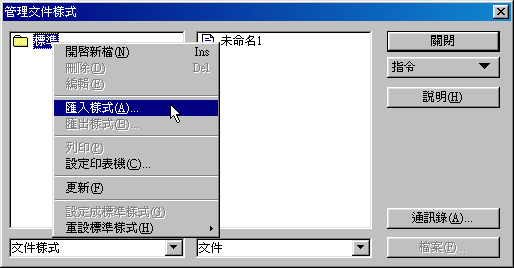 管理文件樣式
標準
未命名1
開啓新檔(N) Ins
刪除(D) Del
編輯(E)
匯入樣式(A)...
匯出樣式(B)...
列印(P)
設定印表機(C)...
更新(F)
設定成標準樣式(G)
重設標準樣式(H)
文件樣式
文件
關閉
指令
說明(H)
通訊錄(A)...
檔案(F)...